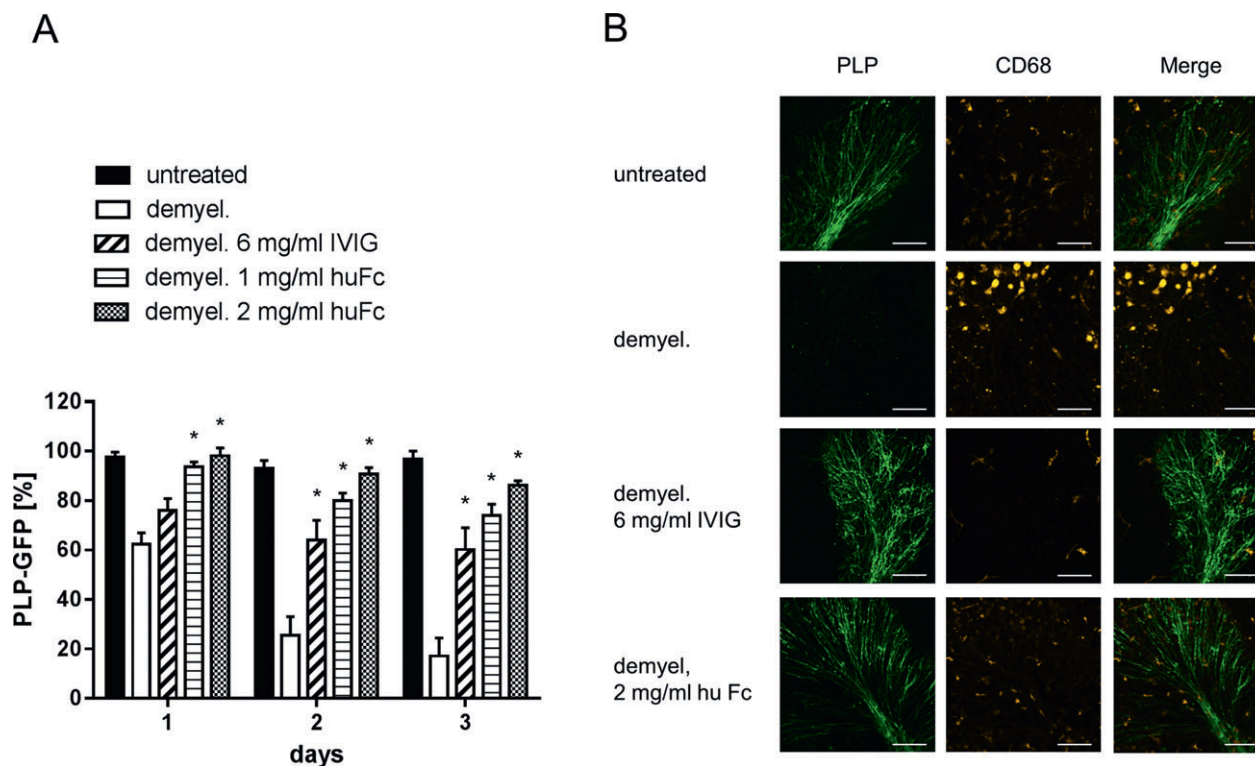 A
untreated
demyel.
demyel. 6 mg/ml IVIG
demyel. 1 mg/ml huFc
demyel. 2 mg/ml huFc
PLP-GFP [%]
120
100
80
60
40
20
0
* *
* * *
* * *
1 2 3
days
B
PLP CD68 Merge
untreated
demyel.
demyel.
6 mg/ml IVIG
demyel,
2 mg/ml hu Fc